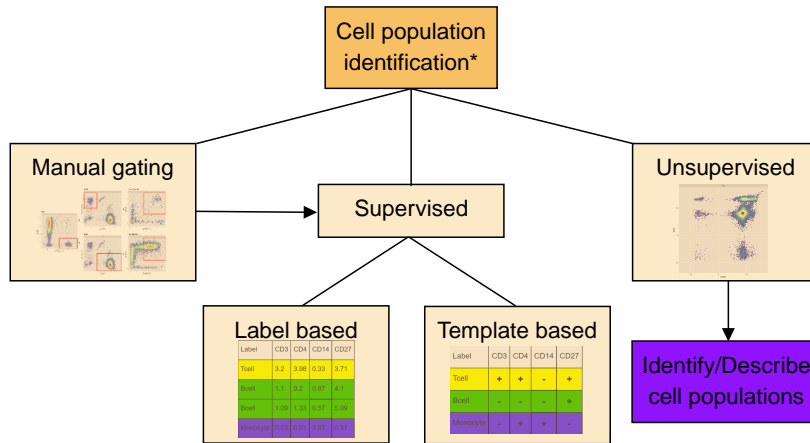 Cell population
identification*
Manual gating
Unsupervised
Supervised
Label based
Label CD3 CD4 CD14 CD27
Tcell 3.2 3.98 0.33 3.71
Bcell 1.1 0.2 0.87 4.1
Bcell 1.09 1.33 0.57 5.09
Monocyte
Template based
Label CD3 CD4 CD14 CD27
Tcell + + - +
Bcell - - - +
Monocyte - + + -
Identify/Describe
cell populations